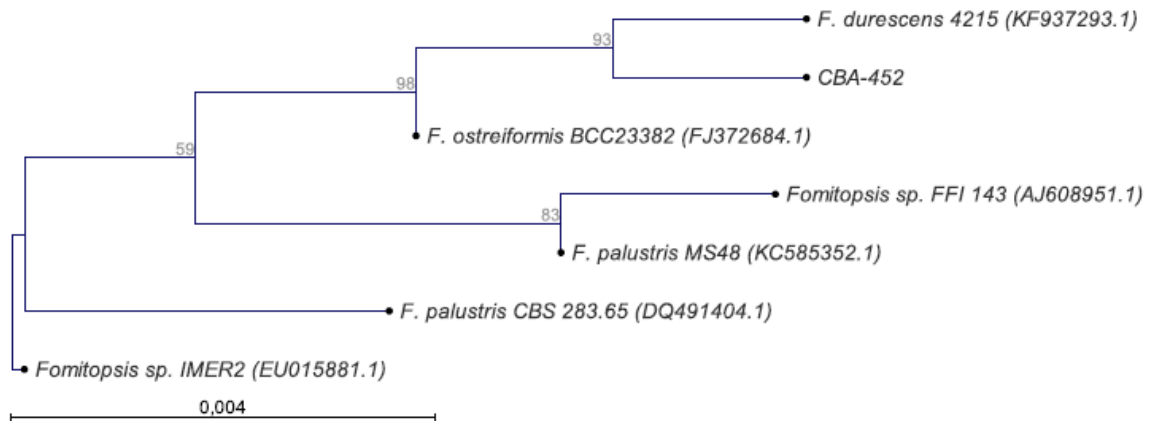 F. durescens 4215 (KF937293.1)
93
CBA-452
98
F. ostreiformis BCC23382 (FJ372684.1)
59
Fomitopsis sp. FFI 143 (AJ608951.1)
83
F. palustris MS48 (KC585352.1)
F. palustris CBS 283.65 (DQ491404.1)
Fomitopsis sp. IMER2 (EU015881.1)
0,004